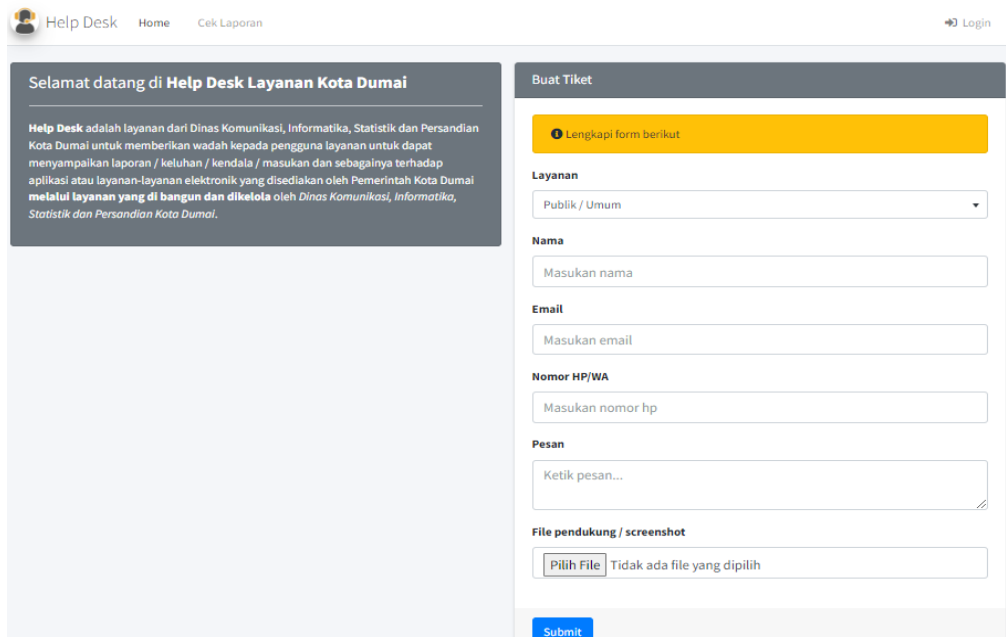 Help Desk Home Cek Laporan Login
Selamat datang di Help Desk Layanan Kota Dumai
Help Desk adalah layanan dari Dinas Komunikasi, Informatika, Statistik dan Persandian
Kota Dumai untuk memberikan wadah kepada pengguna layanan untuk dapat
menyampaikan laporan / keluhan / kendala / masukan dan sebagainya terhadap
aplikasi atau layanan-layanan elektronik yang disediakan oleh Pemerintah Kota Dumai
melalui layanan yang di bangun dan dikelola oleh Dinas Komunikasi, Informatika,
Statistik dan Persandian Kota Dumai.
Buat Tiket
Lengkapi form berikut
Layanan
Publik / Umum
Nama
Masukan nama
Email
Masukan email
Nomor HP/WA
Masukan nomor hp
Pesan
Ketik pesan...
File pendukung / screenshot
Pilih File Tidak ada file yang dipilih
Submit